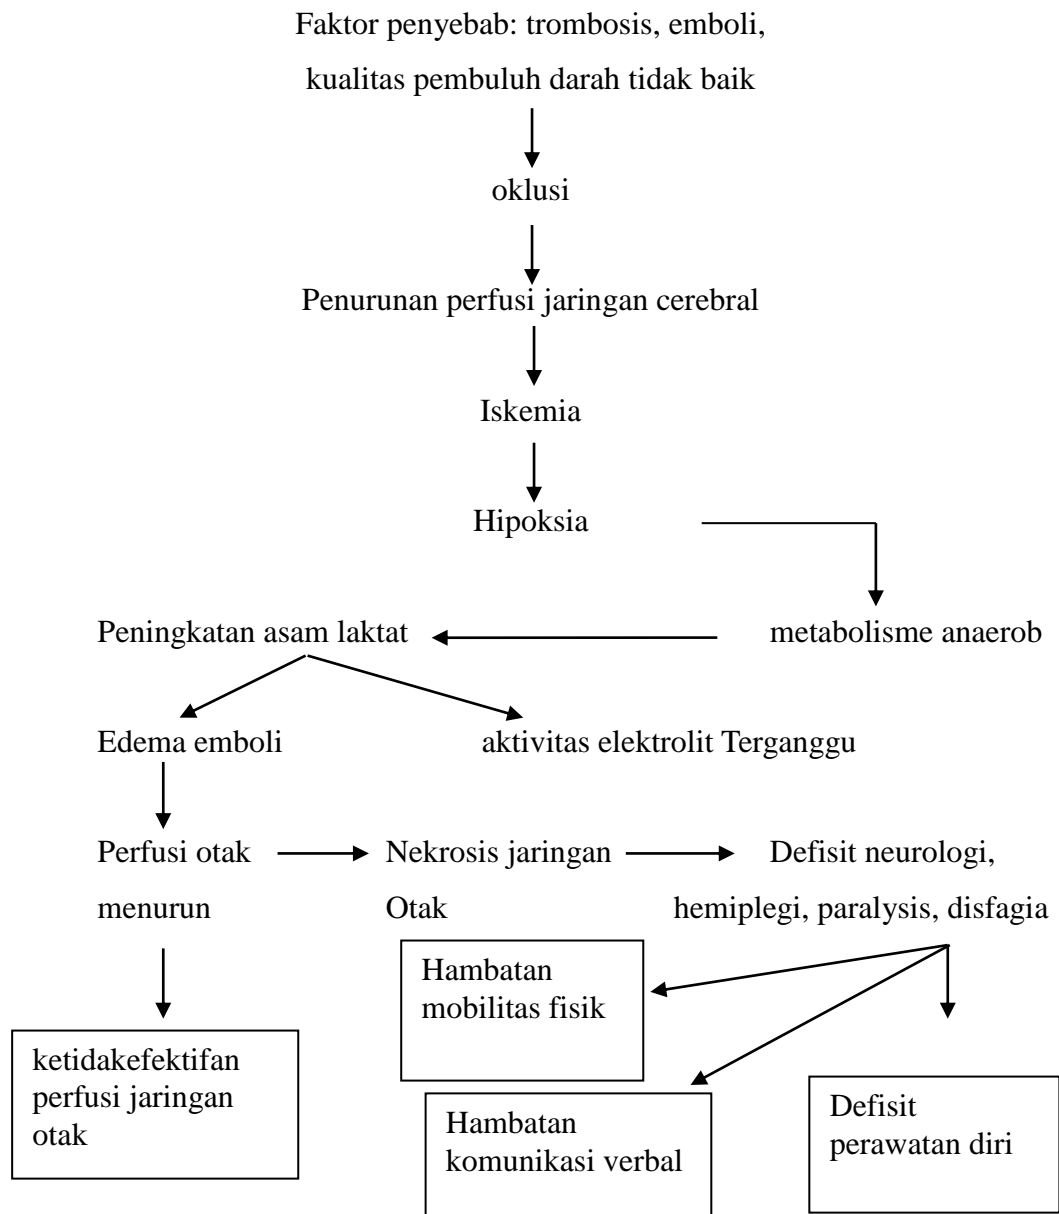 Faktor penyebab: trombosis, emboli,
kualitas pembuluh darah tidak baik
oklusi
Penurunan perfusi jaringan cerebral
Iskemia
Hipoksia
Peningkatan asam laktat
metabolisme anaerob
Edema emboli
aktivitas elektrolit Terganggu
Perfusi otak
menurun
Nekrosis jaringan
Otak
Defisit neurologi,
hemiplegi, paralysis, disfagia
Hambatan
mobilitas fisik
ketidakefektifan
perfusi jaringan
otak
Hambatan
komunikasi verbal
Defisit
perawatan diri